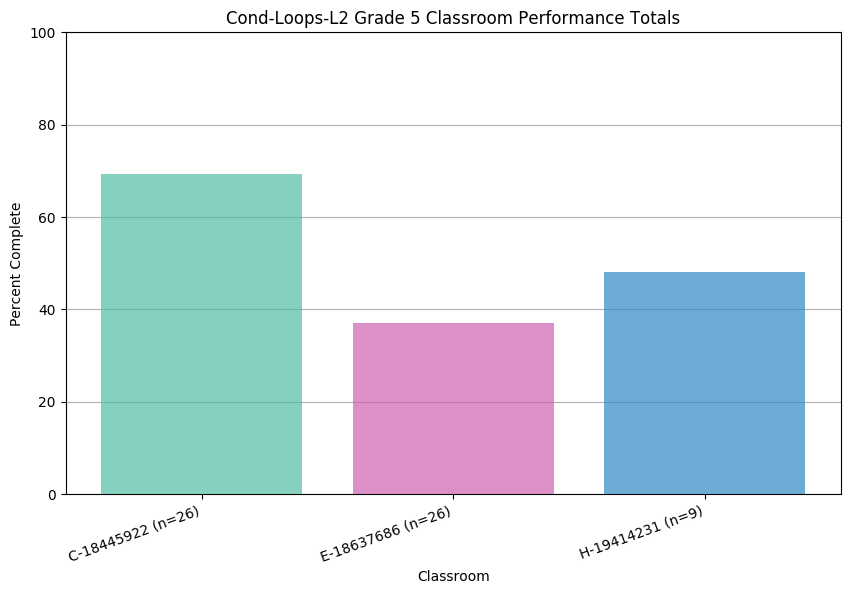 Cond-Loops-L2 Grade 5 Classroom Performance Totals
100
80
60
40
20
0
Percent Complete
C-18445922 (n=26)
E-18637686 (n=26)
H-19414231 (n=9)
Classroom